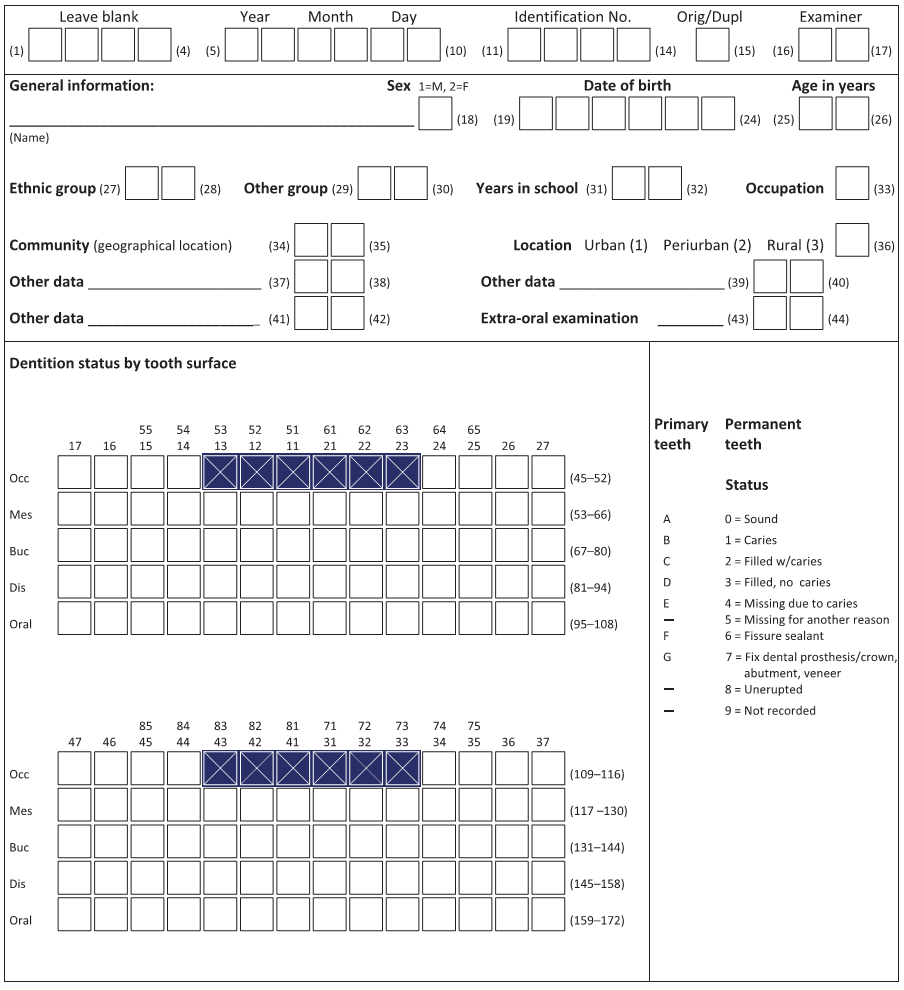 Leave blank Year Month Day Identification No. Orig/Dupl Examiner
(1) (4) (5) (10) (11) (14) (15) (16) (17)
General information: Sex 1=M, 2=F Date of birth Age in years
(18) (19) (24) (25) (26)
(Name)
Ethnic group (27) (28) Other group (29) (30) Years in school (31) (32) Occupation (33)
Community (geographical location) (34) (35) Location Urban (1) Periurban (2) Rural (3) (36)
Other data (37) (38) Other data (39) (40)
Other data (41) (42) Extra-oral examination (43) (44)
Dentition status by tooth surface
55 54 53 52 51 61 62 63 64 65
17 16 15 14 13 12 11 21 22 23 24 25 26 27
Occ (45–52)
Mes (53–66)
Buc (67–80)
Dis (81–94)
Oral (95–108)
85 84 83 82 81 71 72 73 74 75
47 46 45 44 43 42 41 31 32 33 34 35 36 37
Occ (109–116)
Mes (117 –130)
Buc (131–144)
Dis (145–158)
Oral (159–172)
Primary Permanent
teeth teeth
Status
A 0 = Sound
B 1 = Caries
C 2 = Filled w/caries
D 3 = Filled, no caries
E 4 = Missing due to caries
— 5 = Missing for another reason
F 6 = Fissure sealant
G 7 = Fix dental prosthesis/crown,
abutment, veneer
— 8 = Unerupted
— 9 = Not recorded